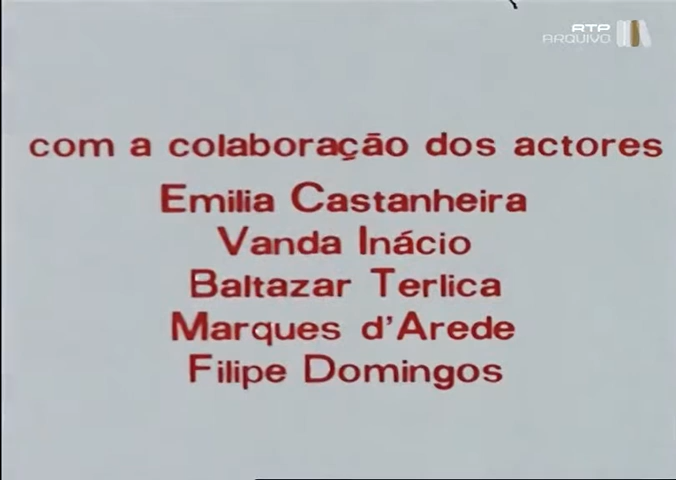 RTP
ARQUIVO
com a colaboração dos actores
Emilia Castanheira
Vanda Inácio
Baltazar Terlica
Marques d'Arede
Filipe Domingos